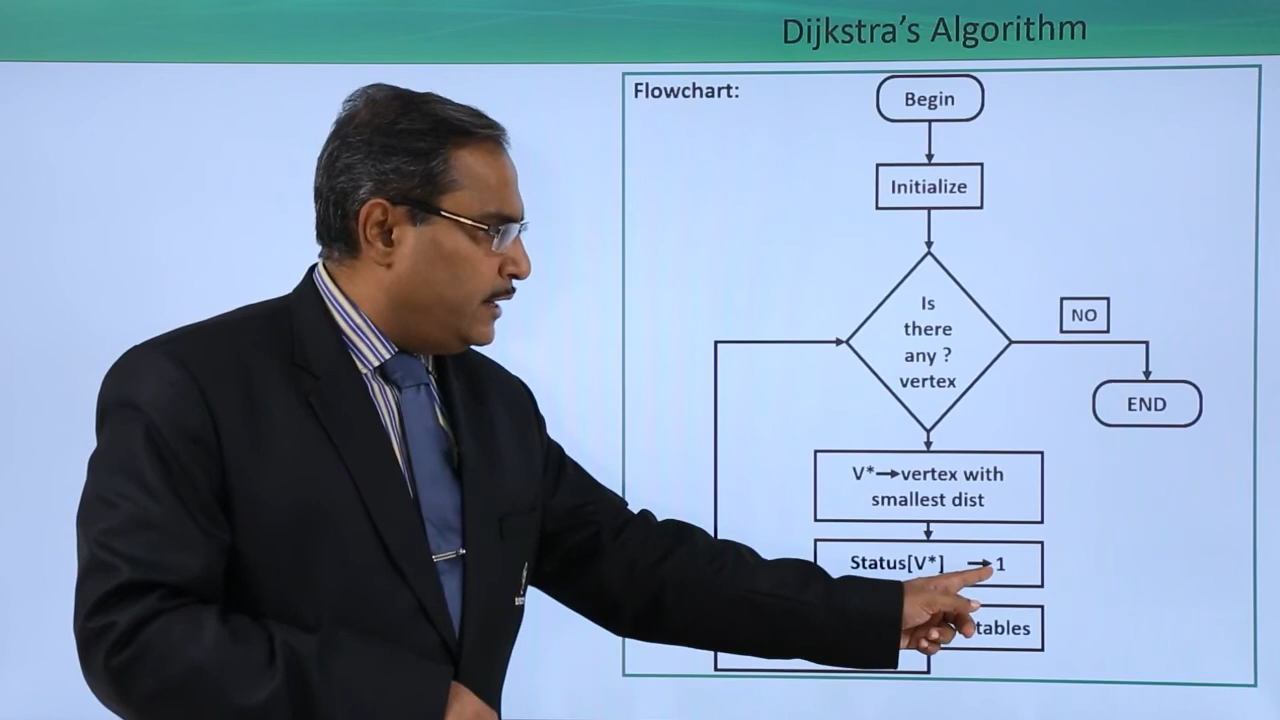 Dijkstra's Algorithm
Flowchart:
Begin
Initialize
Is
there
any ?
vertex
NO
END
V*→vertex with
smallest dist
Status[V*] →1
tables